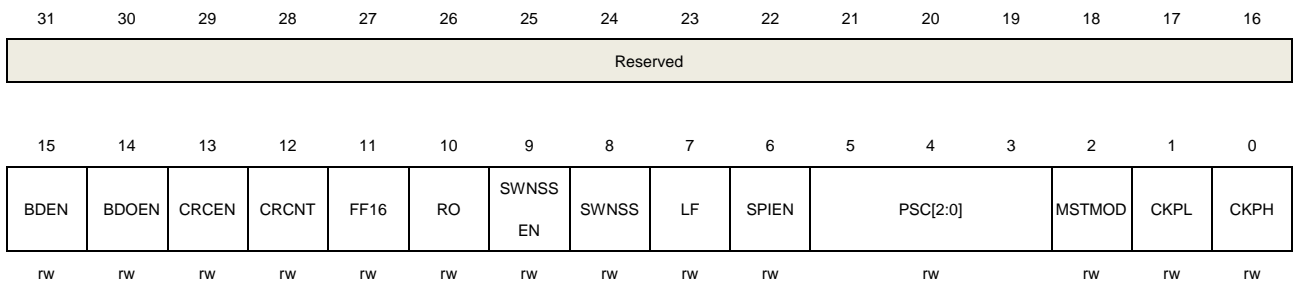 31 30 29 28 27 26 25 24 23 22 21 20 19 18 17 16
Reserved
15 14 13 12 11 10 9 8 7 6 5 4 3 2 1 0
BDEN BDOEN CRCEN CRCNT FF16 RO SWNSS EN SWNSS LF SPIEN PSC[2:0] MSTMOD CKPL CKPH
rw rw rw rw rw rw rw rw rw rw rw rw rw rw